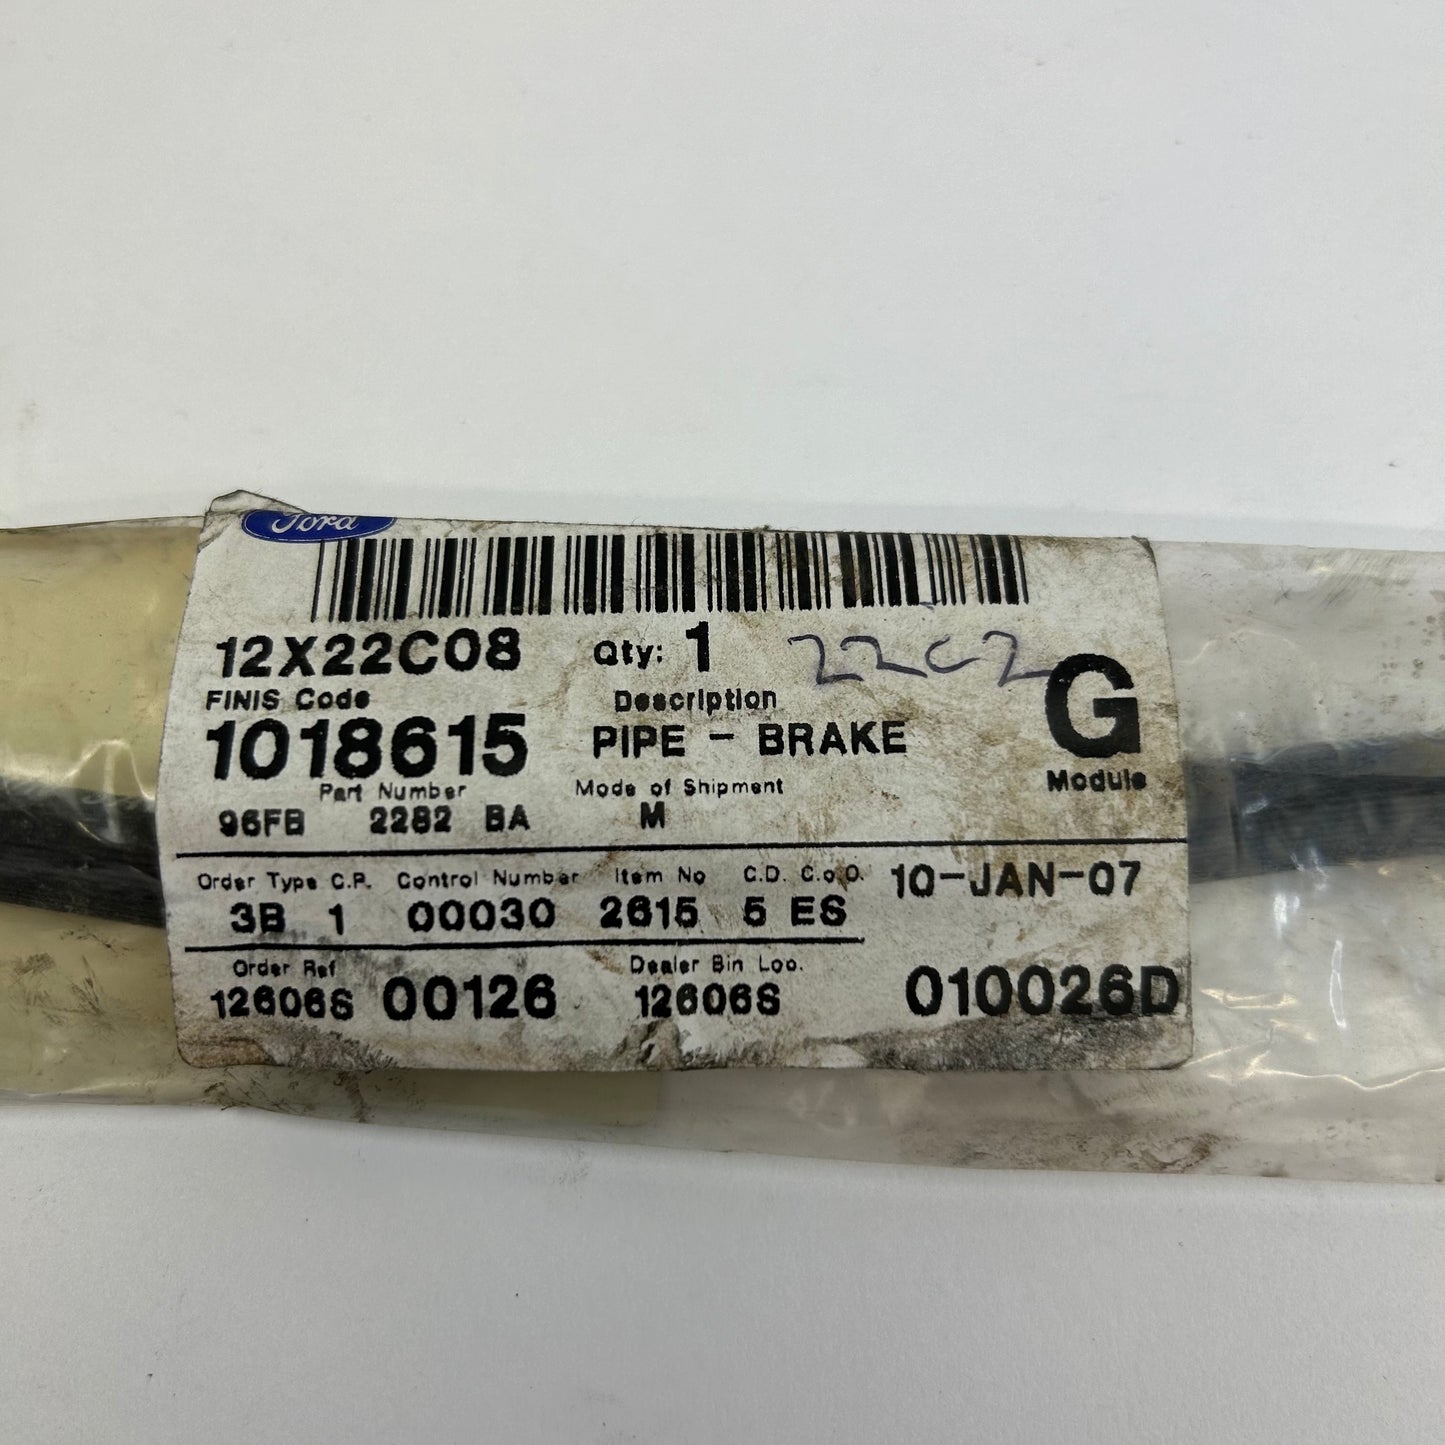 Ford
12X22C08 Qty: 1 22C2
FINIS Code Description G
1018615 PIPE - BRAKE
Part Number Mode of Shipment Module
96FB 2282 BA M
Order Type C.P. Control Number Item No C.D. C.o.O. 10-JAN-07
3B 1 00030 2615 5 ES
Order Ref Dealer Bin Loc.
12606S 00126 12606S 010026D